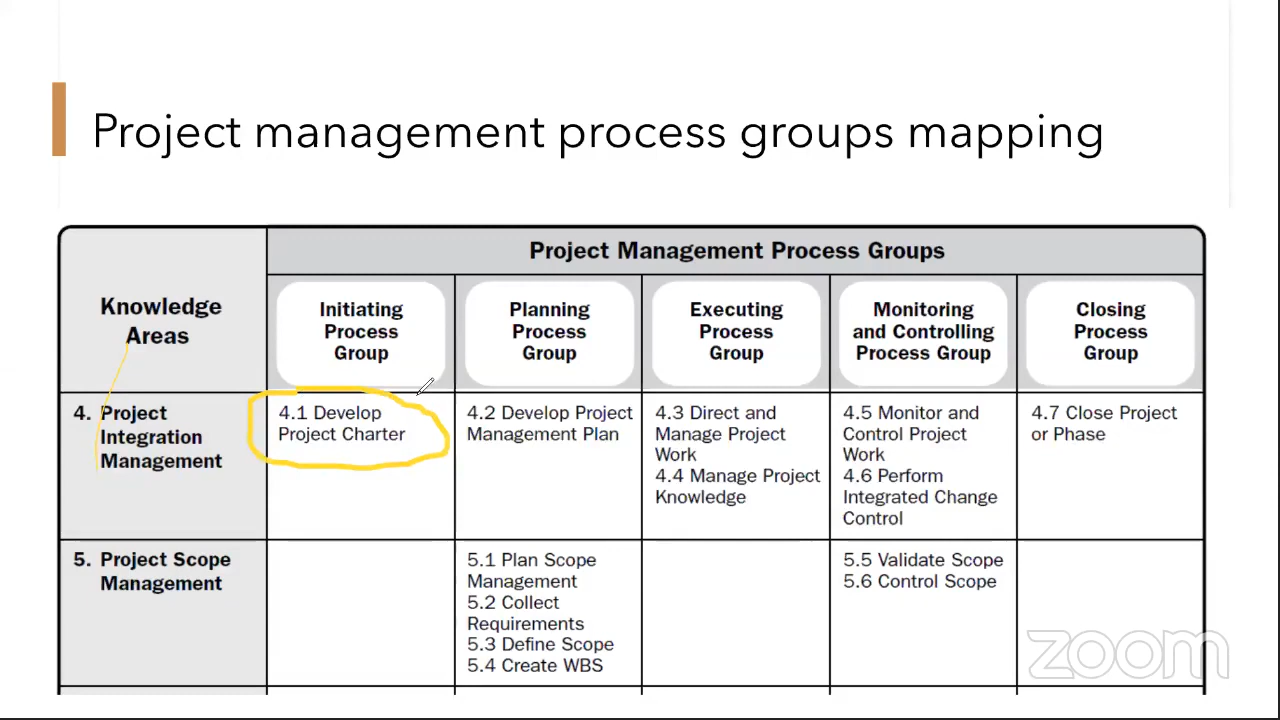 Project management process groups mapping
Knowledge
Areas
Project Management Process Groups
Initiating
Process
Group
Planning
Process
Group
Executing
Process
Group
Monitoring
and Controlling
Process Group
Closing
Process
Group
4. Project
Integration
Management
4.1 Develop
Project Charter
4.2 Develop Project
Management Plan
4.3 Direct and
Manage Project
Work
4.4 Manage Project
Knowledge
4.5 Monitor and
Control Project
Work
4.6 Perform
Integrated Change
Control
4.7 Close Project
or Phase
5. Project Scope
Management
5.1 Plan Scope
Management
5.2 Collect
Requirements
5.3 Define Scope
5.4 Create WBS
5.5 Validate Scope
5.6 Control Scope
zoom